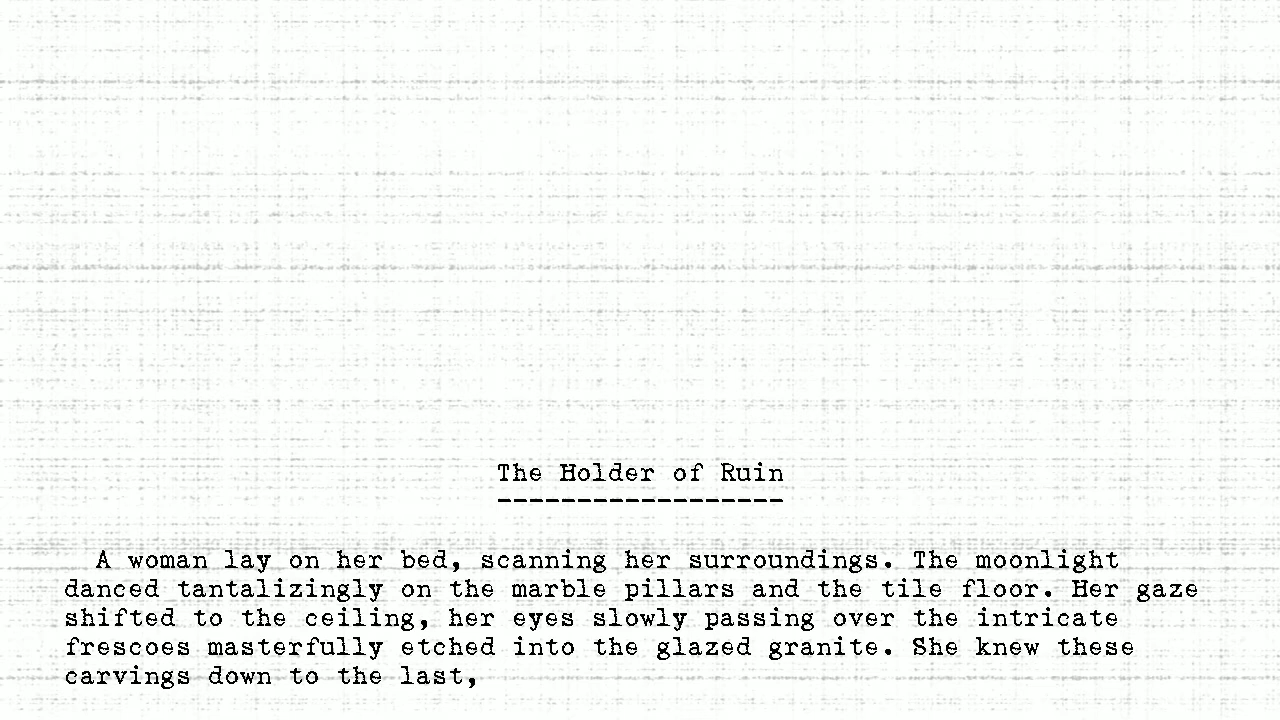 The Holder of Ruin
------------------
A woman lay on her bed, scanning her surroundings. The moonlight
danced tantalizingly on the marble pillars and the tile floor. Her gaze
shifted to the ceiling, her eyes slowly passing over the intricate
frescoes masterfully etched into the glazed granite. She knew these
carvings down to the last,